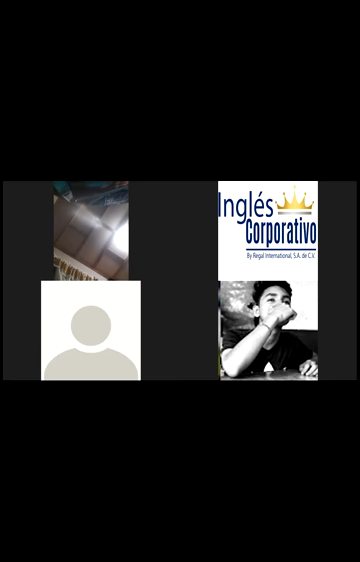 Inglés
Corporativo
By Regal International, S.A. de C.V.